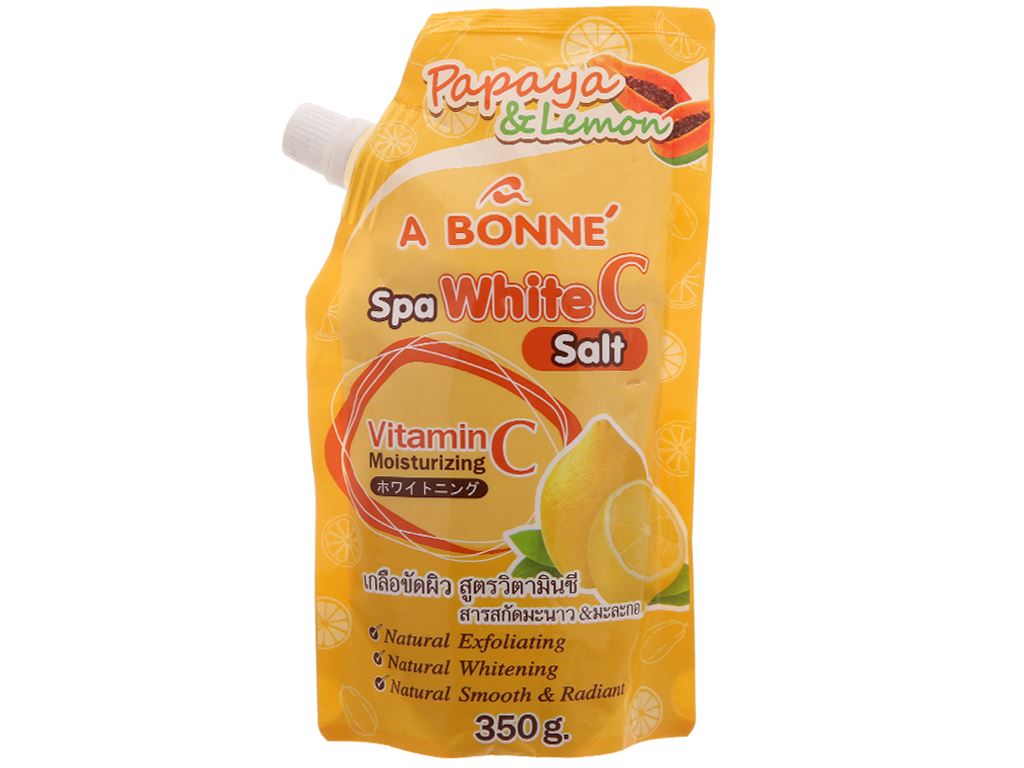 Papaya
& Lemon
A BONNÉ
Spa White C
Salt
Vitamin C
Moisturizing
ホワイトニング
เกลือขัดผิว สูตรวิตามินซี
สารสกัดมะนาว & มะละกอ
Natural Exfoliating
Natural Whitening
Natural Smooth & Radiant
350 g.